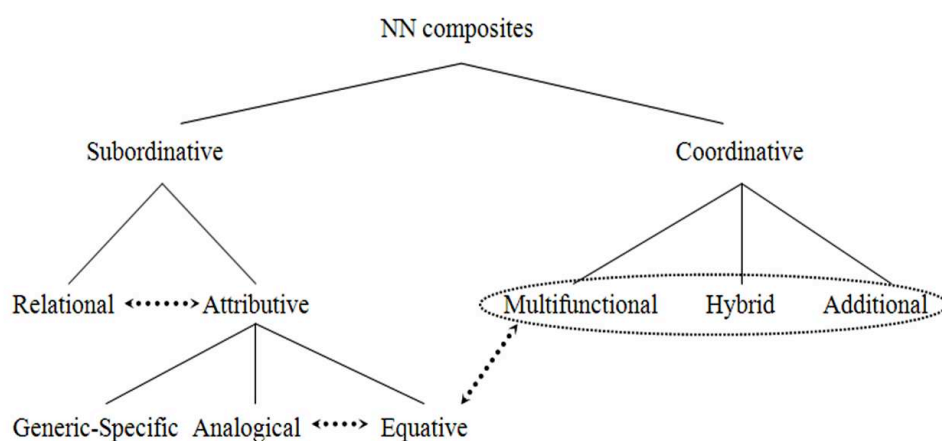 NN composites
Subordinative Coordinative
Relational Attributive Multifunctional Hybrid Additional
Generic-Specific Analogical Equative